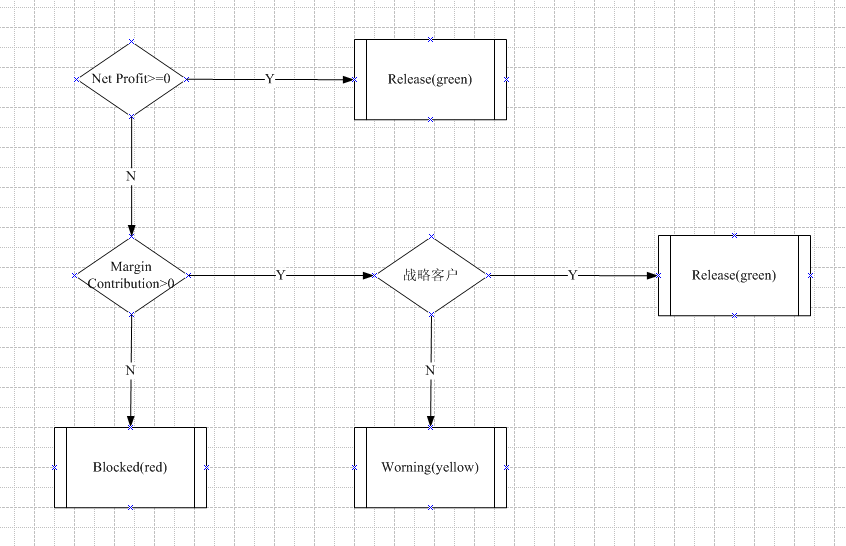 Net Profit>=0
Y
Release(green)
N
Margin
Contribution>0
Y
战略客户
Y
Release(green)
N
N
Blocked(red)
Worning(yellow)